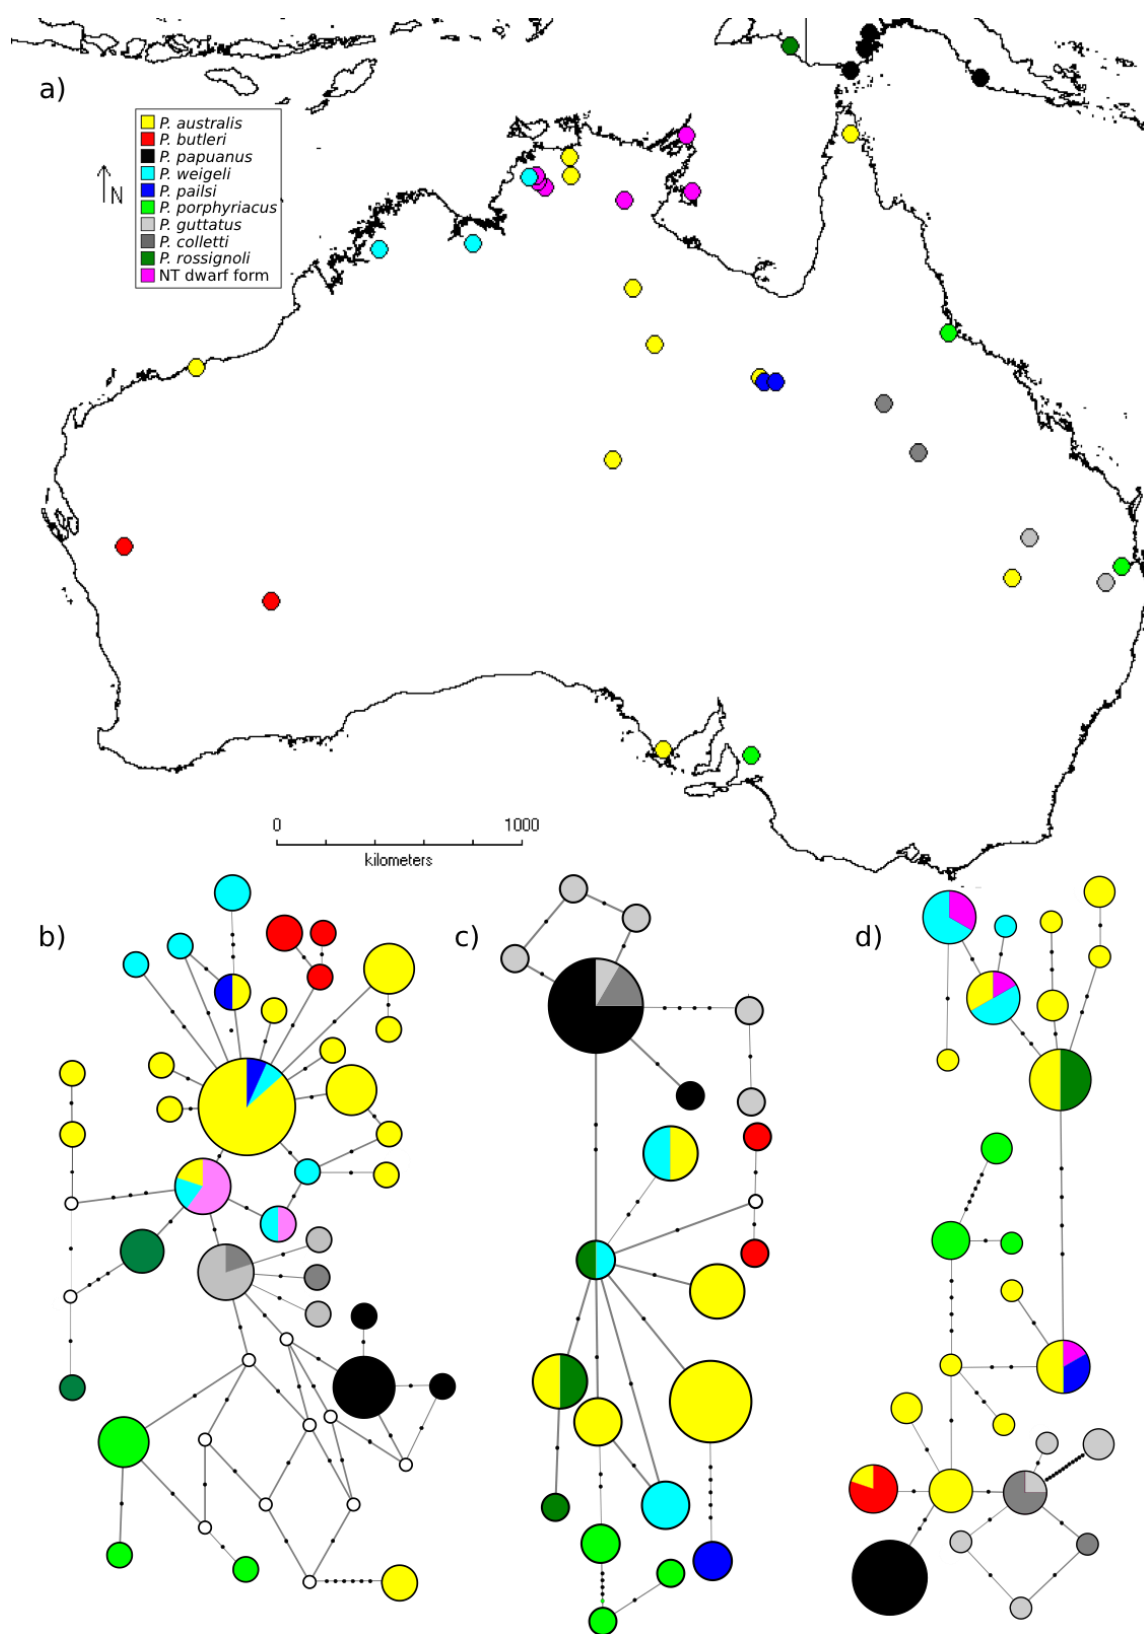 a)
P. australis
P. butleri
P. papuanus
P. weigeli
P. pailsi
P. porphyriacus
P. guttatus
P. colletti
P. rossignoli
NT dwarf form
N
0 1000
kilometers
b)
c)
d)